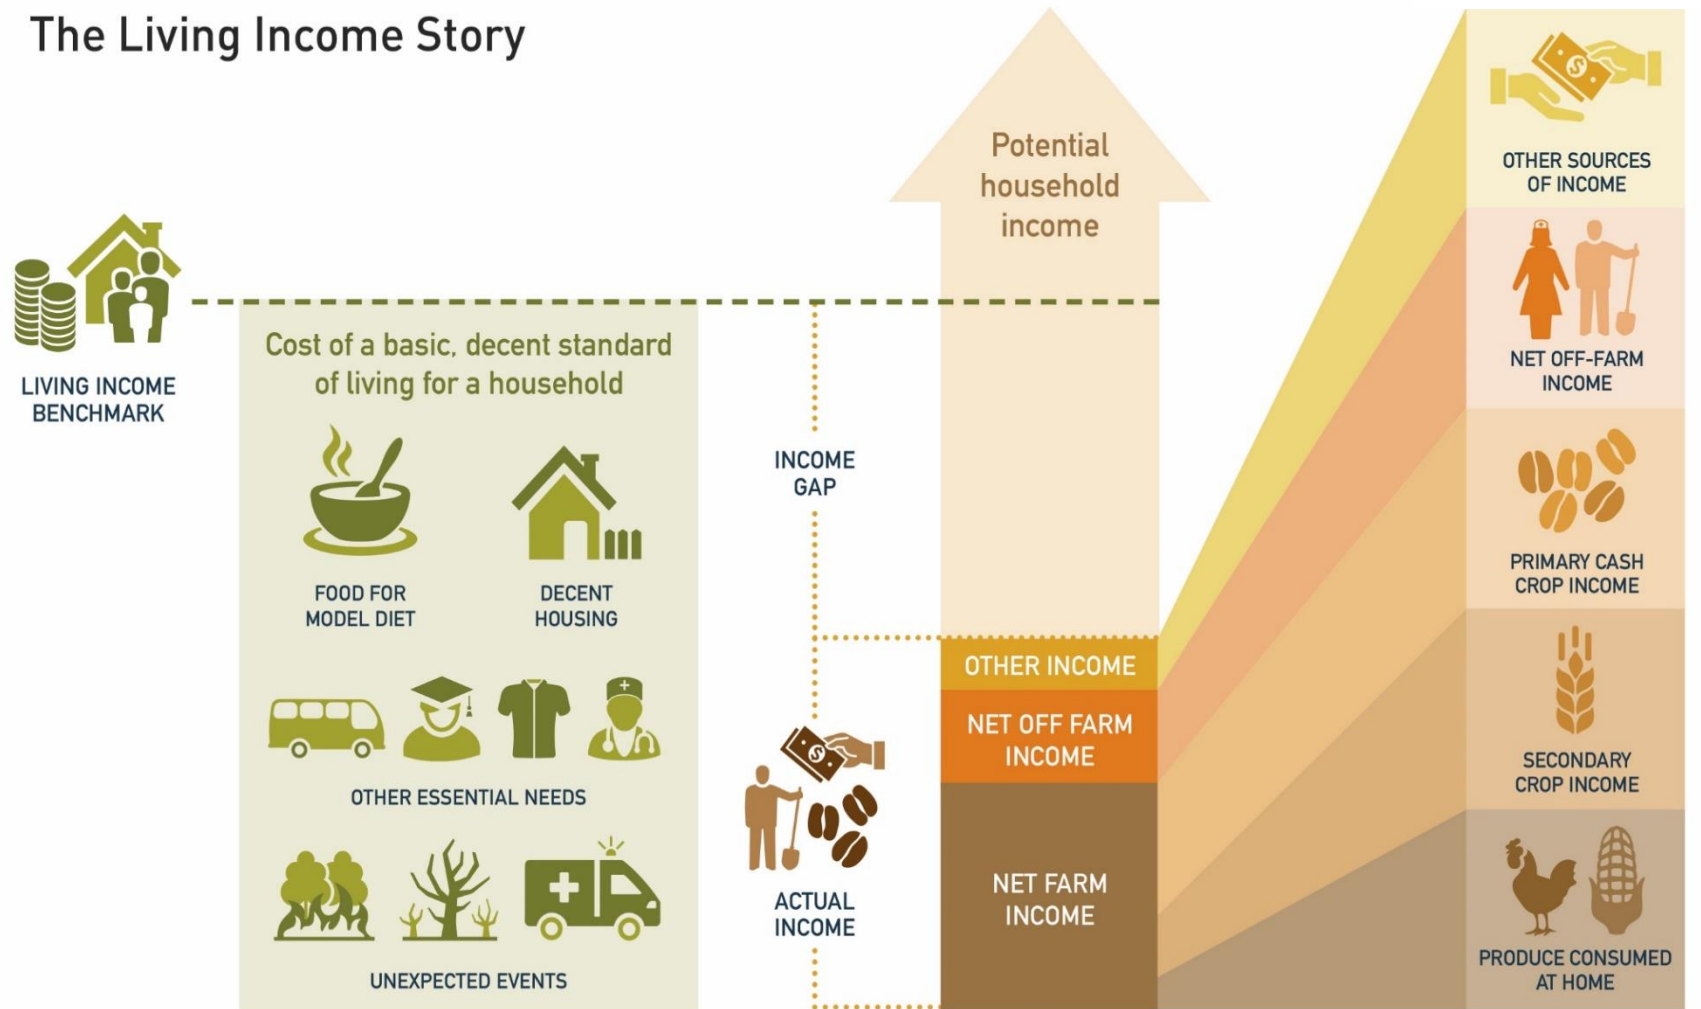 The Living Income Story
LIVING INCOME
BENCHMARK
Cost of a basic, decent standard
of living for a household
FOOD FOR
MODEL DIET
DECENT
HOUSING
OTHER ESSENTIAL NEEDS
UNEXPECTED EVENTS
INCOME
GAP
$
ACTUAL
INCOME
Potential
household
income
OTHER INCOME
NET OFF FARM
INCOME
NET FARM
INCOME
$
OTHER SOURCES
OF INCOME
NET OFF-FARM
INCOME
PRIMARY CASH
CROP INCOME
SECONDARY
CROP INCOME
PRODUCE CONSUMED
AT HOME